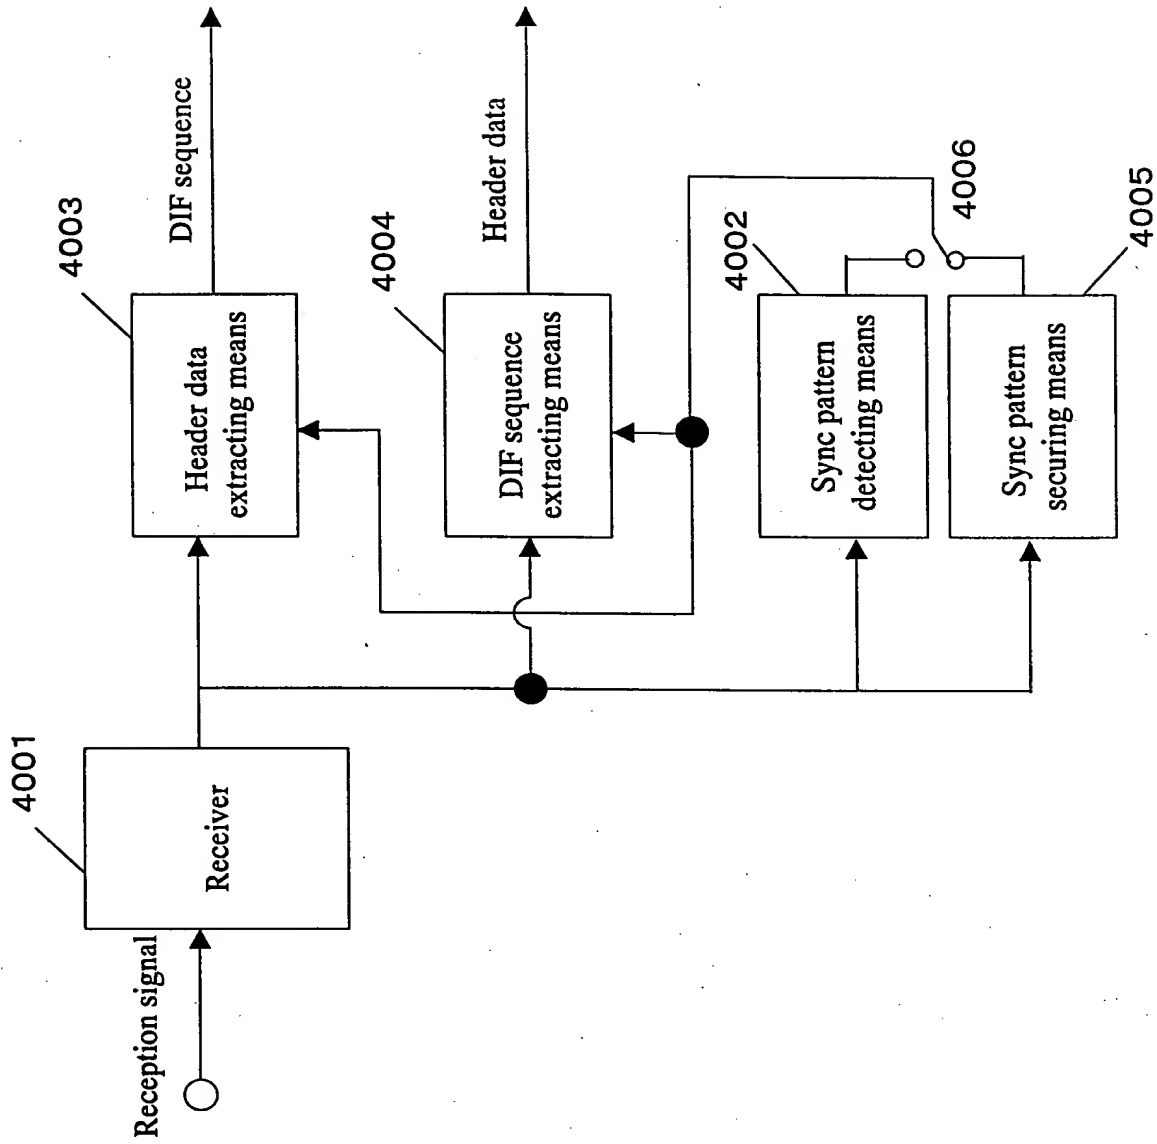 Reception signal
4001
Receiver
4003
Header data
extracting means
DIF sequence
4004
DIF sequence
extracting means
Header data
4002
Sync pattern
detecting means
4006
Sync pattern
securing means
4005